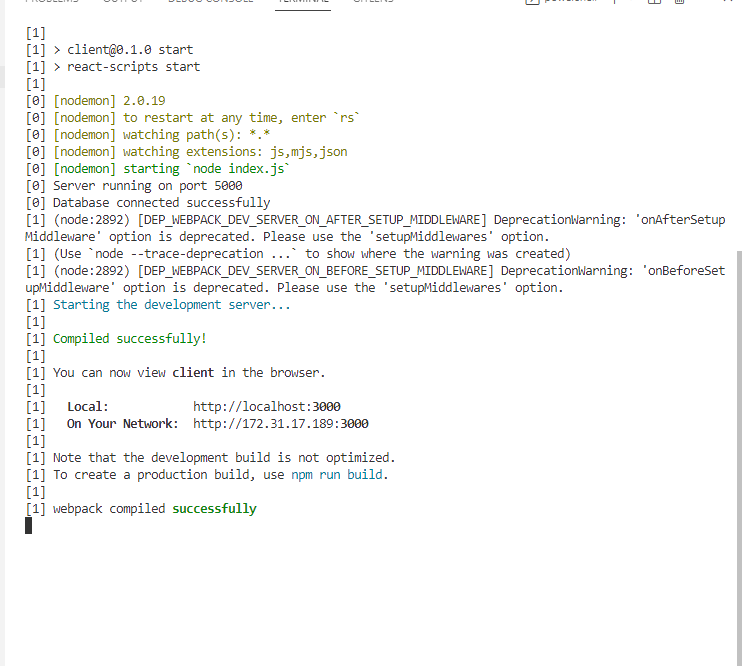 PROBLEMS OUTPUT DEBUG CONSOLE TERMINAL GITLENS powershell
[1]
[1] > client@0.1.0 start
[1] > react-scripts start
[1]
[0] [nodemon] 2.0.19
[0] [nodemon] to restart at any time, enter `rs`
[0] [nodemon] watching path(s): *.*
[0] [nodemon] watching extensions: js,mjs,json
[0] [nodemon] starting `node index.js`
[0] Server running on port 5000
[0] Database connected successfully
[1] (node:2892) [DEP_WEBPACK_DEV_SERVER_ON_AFTER_SETUP_MIDDLEWARE] DeprecationWarning: 'onAfterSetup
Middleware' option is deprecated. Please use the 'setupMiddlewares' option.
[1] (Use `node --trace-deprecation ...` to show where the warning was created)
[1] (node:2892) [DEP_WEBPACK_DEV_SERVER_ON_BEFORE_SETUP_MIDDLEWARE] DeprecationWarning: 'onBeforeSet
upMiddleware' option is deprecated. Please use the 'setupMiddlewares' option.
[1] Starting the development server...
[1]
[1] Compiled successfully!
[1]
[1] You can now view client in the browser.
[1]
[1]   Local:            http://localhost:3000
[1]   On Your Network:  http://172.31.17.189:3000
[1]
[1] Note that the development build is not optimized.
[1] To create a production build, use npm run build.
[1]
[1] webpack compiled successfully